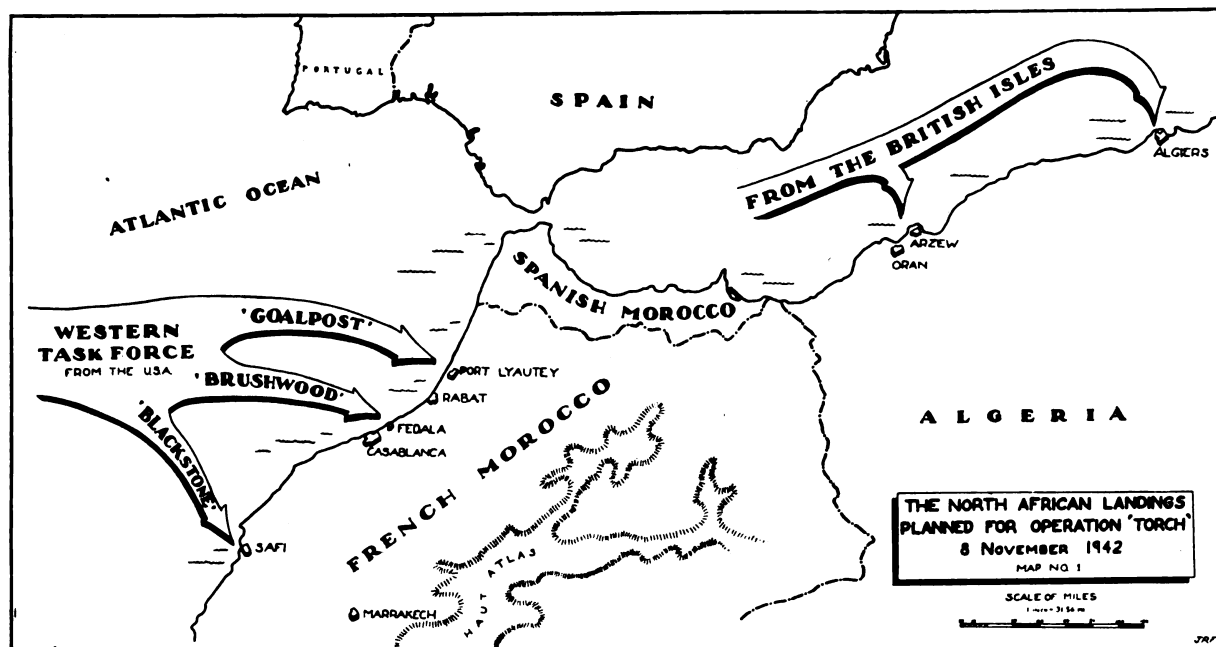 PORTUGAL
SPAIN
ATLANTIC OCEAN
FROM THE BRITISH ISLES
ALGIERS
ARZEW
ORAN
SPANISH MOROCCO
WESTERN
TASK FORCE
FROM THE U.S.A.
'GOALPOST'
'BRUSHWOOD'
'BLACKSTONE'
PORT LYAUTEY
RABAT
FEDALA
CASABLANCA
SAFI
FRENCH MOROCCO
ALGERIA
HAUT ATLAS
MARRAKECH
THE NORTH AFRICAN LANDINGS
PLANNED FOR OPERATION 'TORCH'
8 NOVEMBER 1942
MAP NO. 1
SCALE OF MILES
JRF